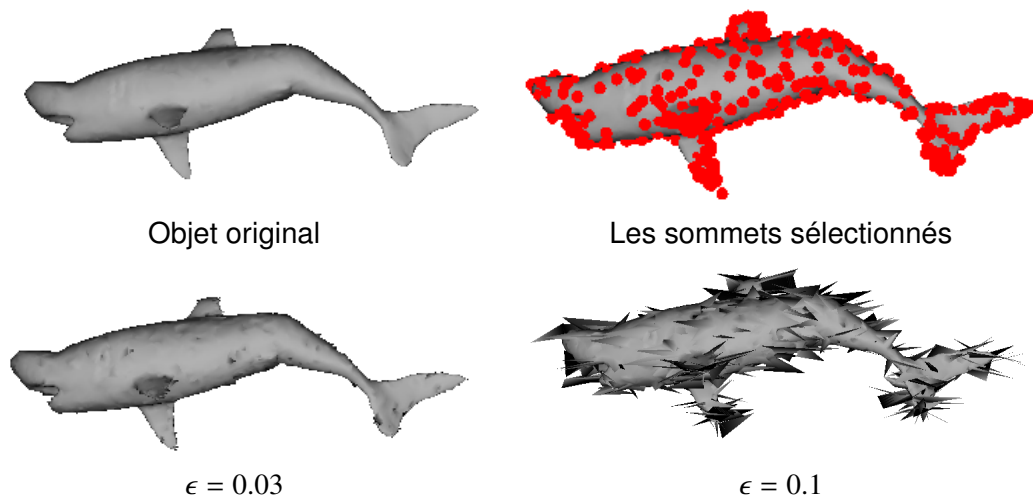 Objet original
Les sommets sélectionnés
ϵ = 0.03
ϵ = 0.1